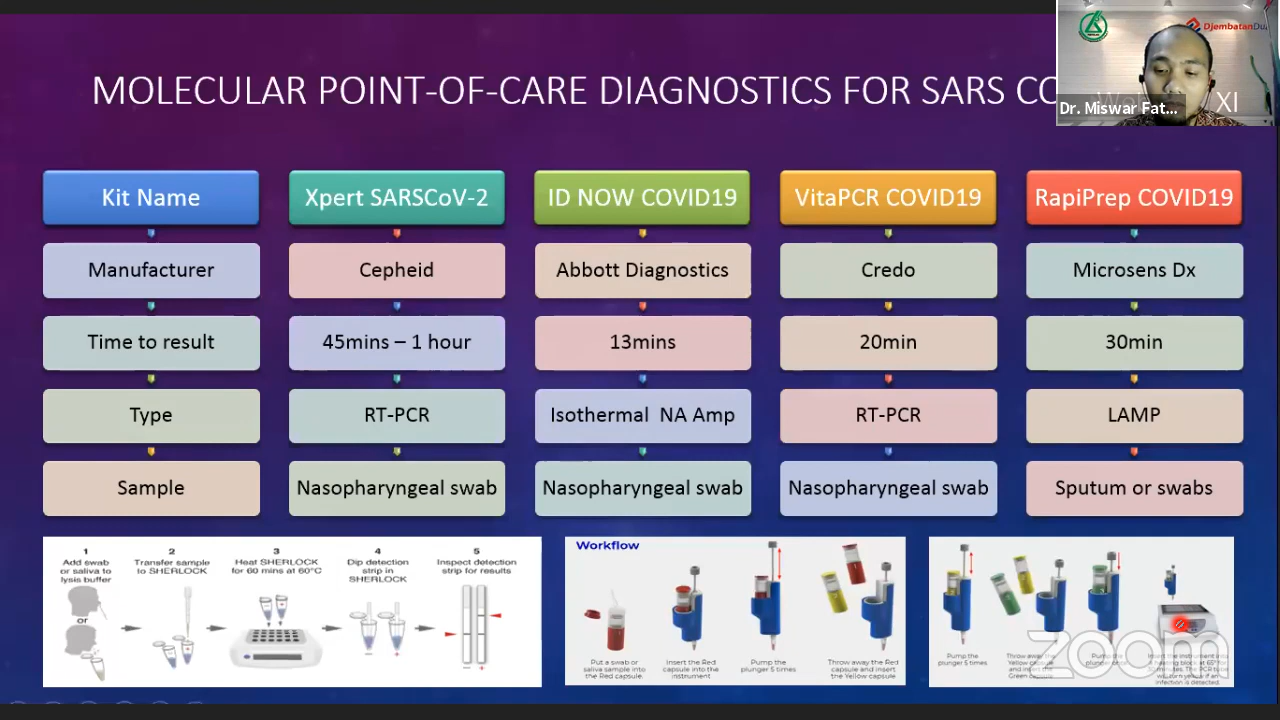 MOLECULAR POINT-OF-CARE DIAGNOSTICS FOR SARS CO
DjembatanDu
XI
Dr. Miswar Fat...
Kit Name
Xpert SARSCoV-2
ID NOW COVID19
VitaPCR COVID19
RapiPrep COVID19
Manufacturer
Cepheid
Abbott Diagnostics
Credo
Microsens Dx
Time to result
45mins – 1 hour
13mins
20min
30min
Type
RT-PCR
Isothermal NA Amp
RT-PCR
LAMP
Sample
Nasopharyngeal swab
Nasopharyngeal swab
Nasopharyngeal swab
Sputum or swabs
1
Add swab
or saliva to
lysis buffer
or
2
Transfer sample
to SHERLOCK
3
Heat SHERLOCK
for 60 mins at 60°C
4
Dip detection
strip in
SHERLOCK
5
Inspect detection
strip for results
Workflow
Put a swab or
saliva sample into
the Red capsule
Insert the Red
capsule into the
instrument
Pump the
plunger 5 times
Throw away the Red
capsule and insert
the Yellow capsule
Pump the
plunger 5 times
Throw away the
Yellow capsule
and insert the
Green capsule
Pump the
plunger
Insert the instrument
zoom